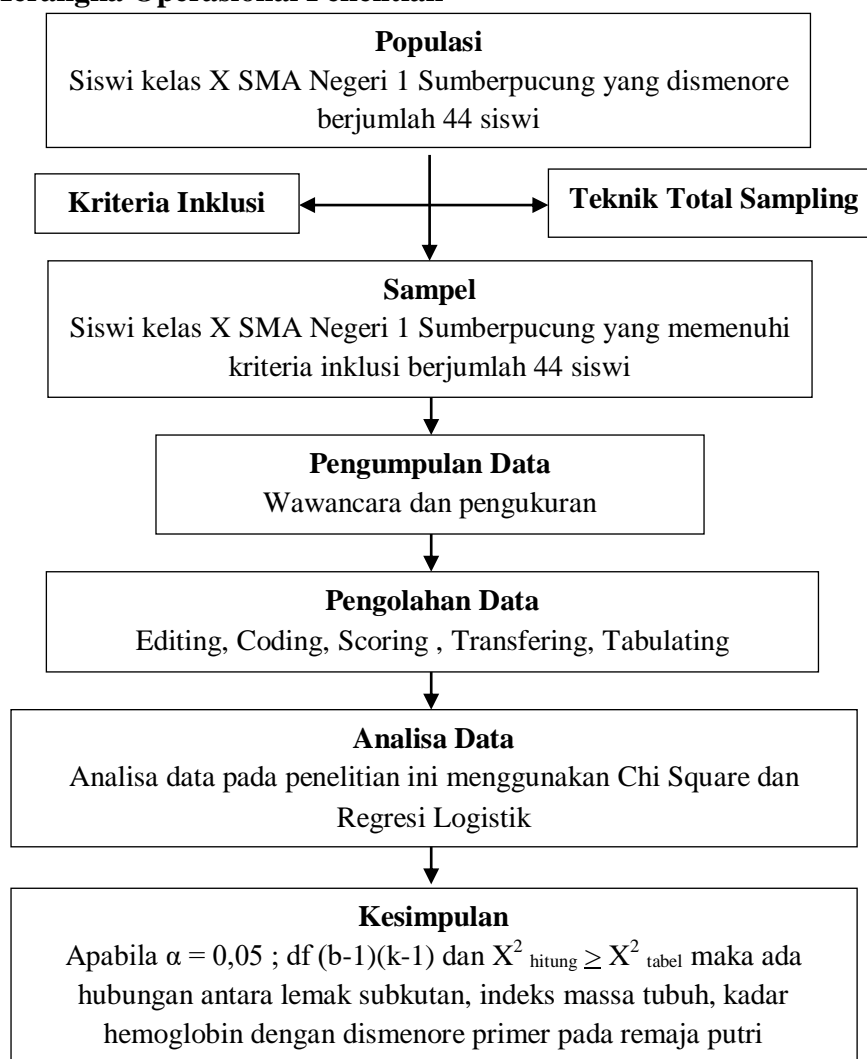 Kerangka Operasional Penelitian
Populasi
Siswi kelas X SMA Negeri 1 Sumberpucung yang dismenore
berjumlah 44 siswi
Kriteria Inklusi
Teknik Total Sampling
Sampel
Siswi kelas X SMA Negeri 1 Sumberpucung yang memenuhi
kriteria inklusi berjumlah 44 siswi
Pengumpulan Data
Wawancara dan pengukuran
Pengolahan Data
Editing, Coding, Scoring , Transfering, Tabulating
Analisa Data
Analisa data pada penelitian ini menggunakan Chi Square dan
Regresi Logistik
Kesimpulan
Apabila α = 0,05 ; df (b-1)(k-1) dan X² hitung ≥ X² tabel maka ada
hubungan antara lemak subkutan, indeks massa tubuh, kadar
hemoglobin dengan dismenore primer pada remaja putri